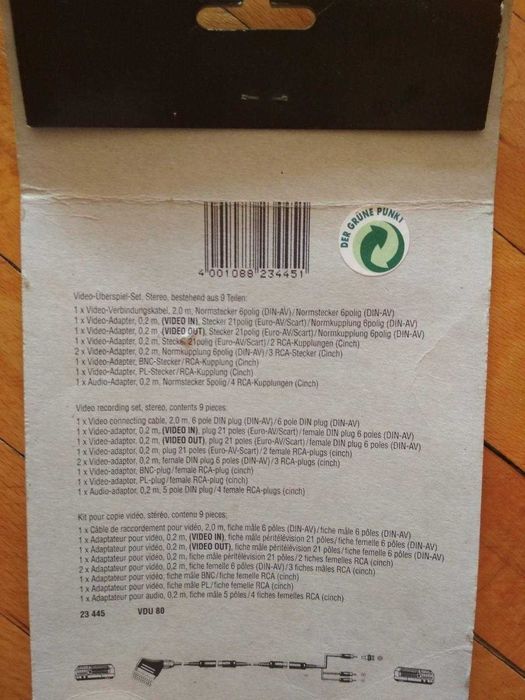 4 001088 234451
DER GRÜNE PUNKT
Video-Überspiel-Set, Stereo, bestehend aus 9 Teilen:
1 x Video-Verbindungskabel, 2,0 m, Normstecker 6polig (DIN-AV)/Normstecker 6polig (DIN-AV)
1 x Video-Adapter, 0,2 m, (VIDEO IN), Stecker 21polig (Euro-AV/Scart)/Normkupplung 6polig (DIN-AV)
1 x Video-Adapter, 0,2 m, (VIDEO OUT), Stecker 21polig (Euro-AV/Scart)/Normkupplung 6polig (DIN-AV)
1 x Video-Adapter, 0,2 m, Stecker 21polig (Euro-AV/Scart)/2 RCA-Kupplungen (Cinch)
2 x Video-Adapter, 0,2 m, Normkupplung 6polig (DIN-AV)/3 RCA-Stecker (Cinch)
1 x Video-Adapter, BNC-Stecker/RCA-Kupplung (Cinch)
1 x Video-Adapter, PL-Stecker/RCA-Kupplung (Cinch)
1 x Audio-Adapter, 0,2 m, Normstecker 5polig/4 RCA-Kupplungen (Cinch)
Video recording set, stereo, contents 9 pieces:
1 x Video connecting cable, 2,0 m, 6 pole DIN plug (DIN-AV)/6 pole DIN plug (DIN-AV)
1 x Video-adaptor, 0,2 m, (VIDEO IN), plug 21 poles (Euro-AV/Scart)/female DIN plug 6 poles (DIN-AV)
1 x Video-adaptor, 0,2 m, (VIDEO OUT), plug 21 poles (Euro-AV/Scart)/female DIN plug 6 poles (DIN-AV)
1 x Video-adaptor, 0,2 m, plug 21 poles (Euro-AV/Scart)/2 female RCA-plugs (cinch)
2 x Video-adaptor, 0,2 m, female DIN plug 6 poles (DIN-AV)/3 RCA-plugs (cinch)
1 x Video-adaptor, BNC-plug/female RCA-plug (cinch)
1 x Video-adaptor, PL-plug/female RCA-plug (cinch)
1 x Audio-adaptor, 0,2 m, 5 pole DIN plug/4 female RCA-plugs (cinch)
Kit pour copie vidéo, stéréo, contenu 9 pieces:
1 x Câble de raccordement pour vidéo, 2,0 m, fiche mâle 6 pôles (DIN-AV)/fiche mâle 6 pôles (DIN-AV)
1 x Adaptateur pour vidéo, 0,2 m, (VIDEO IN), fiche mâle péritélévision 21 pôles/fiche femelle 6 pôles (DIN-AV)
1 x Adaptateur pour vidéo, 0,2 m, (VIDEO OUT), fiche mâle péritélévision 21 pôles/fiche femelle 6 pôles (DIN-AV)
1 x Adaptateur pour vidéo, 0,2 m, fiche mâle péritélévision 21 pôles/2 fiches femelles RCA (cinch)
2 x Adaptateur pour vidéo, 0,2 m, fiche femelle 6 pôles (DIN-AV)/3 fiches mâles RCA (cinch)
1 x Adaptateur pour vidéo, fiche mâle BNC/fiche femelle RCA (cinch)
1 x Adaptateur pour vidéo, fiche mâle PL/fiche femelle RCA (cinch)
1 x Adaptateur pour audio, 0,2 m, fiche mâle 5 pôles/4 fiches femelles RCA (cinch)
23 445 VDU 80